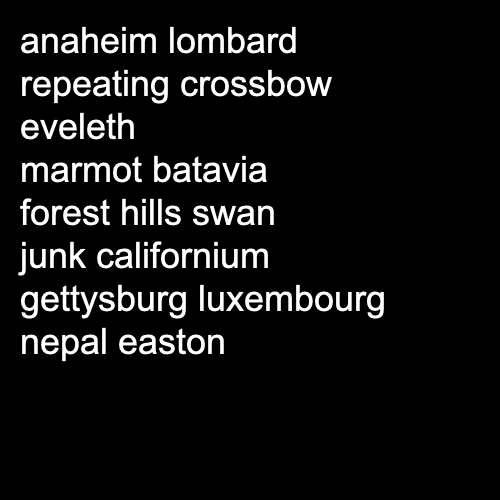 anaheim lombard
repeating crossbow
eveleth
marmot batavia
forest hills swan
junk californium
gettysburg luxembourg
nepal easton